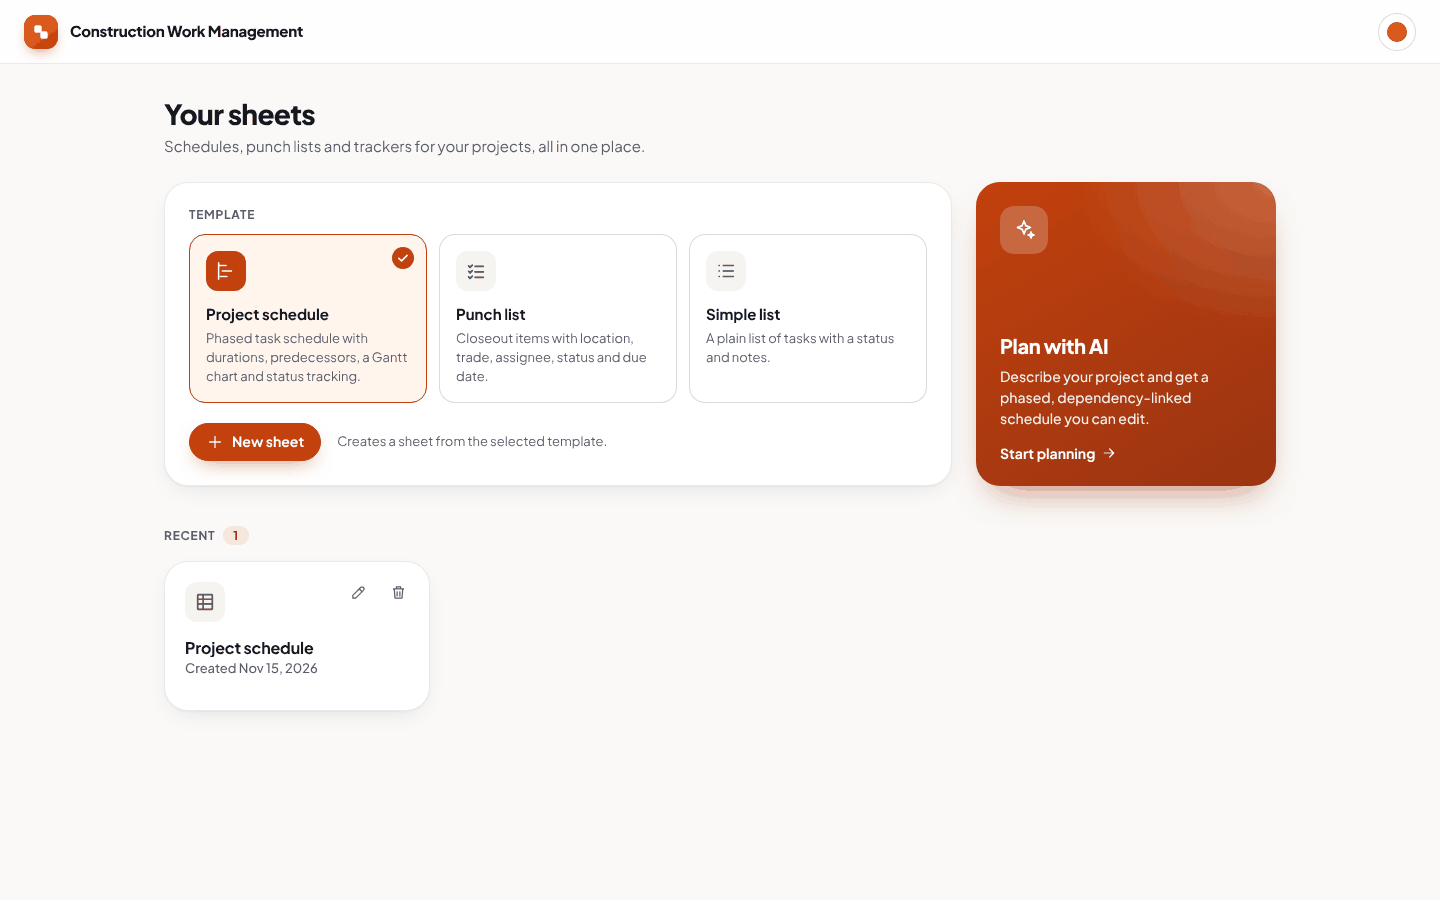 Construction Work Management
Your sheets
Schedules, punch lists and trackers for your projects, all in one place.
TEMPLATE
Project schedule
Phased task schedule with
durations, predecessors, a Gantt
chart and status tracking.
Punch list
Closeout items with location,
trade, assignee, status and due
date.
Simple list
A plain list of tasks with a status
and notes.
New sheet
Creates a sheet from the selected template.
Plan with AI
Describe your project and get a
phased, dependency-linked
schedule you can edit.
Start planning
RECENT 1
Project schedule
Created Nov 15, 2026